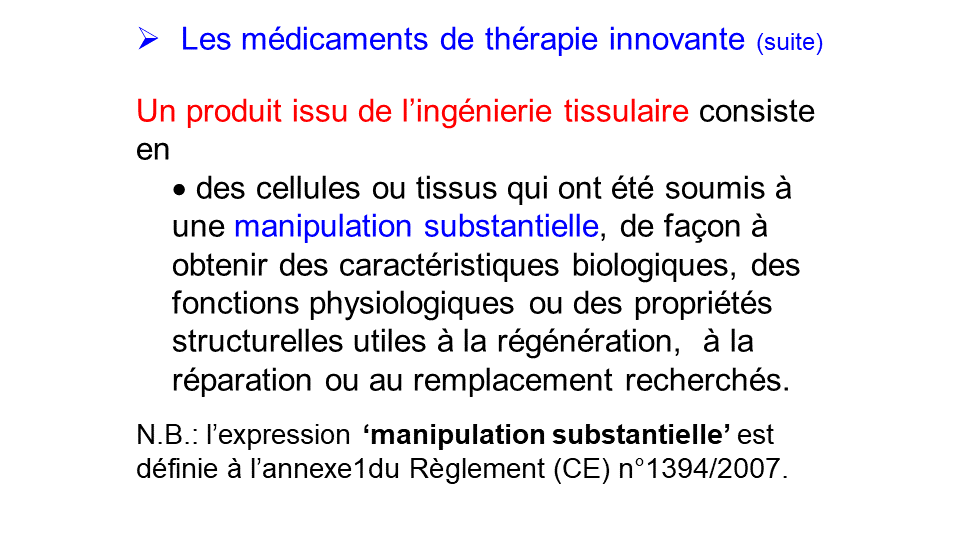 ➢ Les médicaments de thérapie innovante (suite)
Un produit issu de l’ingénierie tissulaire consiste
en
• des cellules ou tissus qui ont été soumis à
une manipulation substantielle, de façon à
obtenir des caractéristiques biologiques, des
fonctions physiologiques ou des propriétés
structurelles utiles à la régénération, à la
réparation ou au remplacement recherchés.
N.B.: l’expression ‘manipulation substantielle’ est
définie à l’annexe1du Règlement (CE) n°1394/2007.